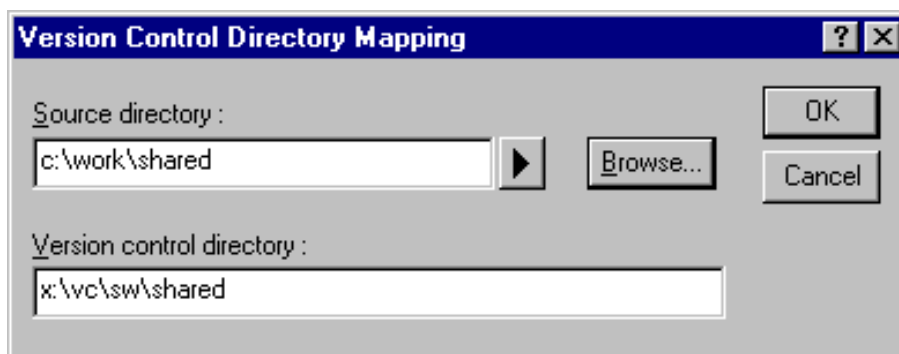 Version Control Directory Mapping ? X
Source directory :
OK
c:\work\shared
Browse...
Cancel
Version control directory :
x:\vc\sw\shared